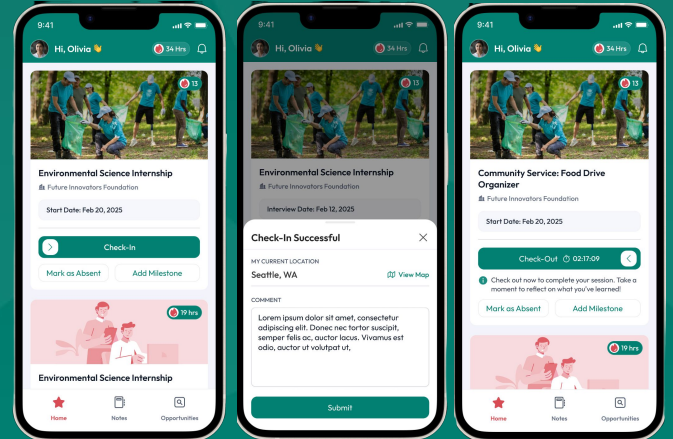 9:41
Hi, Olivia
34 Hrs
13
Environmental Science Internship
Future Innovators Foundation
Start Date: Feb 20, 2025
Check-In
Mark as Absent
Add Milestone
19 hrs
Environmental Science Internship
Home
Notes
Opportunities
9:41
Hi, Olivia
34 Hrs
13
Environmental Science Internship
Future Innovators Foundation
Interview Date: Feb 12, 2025
Check-In Successful
MY CURRENT LOCATION
Seattle, WA
View Map
COMMENT
Lorem ipsum dolor sit amet, consectetur
adipiscing elit. Donec nec tortor suscipit,
semper felis ac, auctor lacus. Vivamus est
odio, auctor ut volutpat ut,
Submit
9:41
Hi, Olivia
34 Hrs
13
Community Service: Food Drive
Organizer
Future Innovators Foundation
Start Date: Feb 20, 2025
Check-Out 02:17:09
Check out now to complete your session. Take a
moment to reflect on what you've learned!
Mark as Absent
Add Milestone
19 hrs
Home
Notes
Opportunities